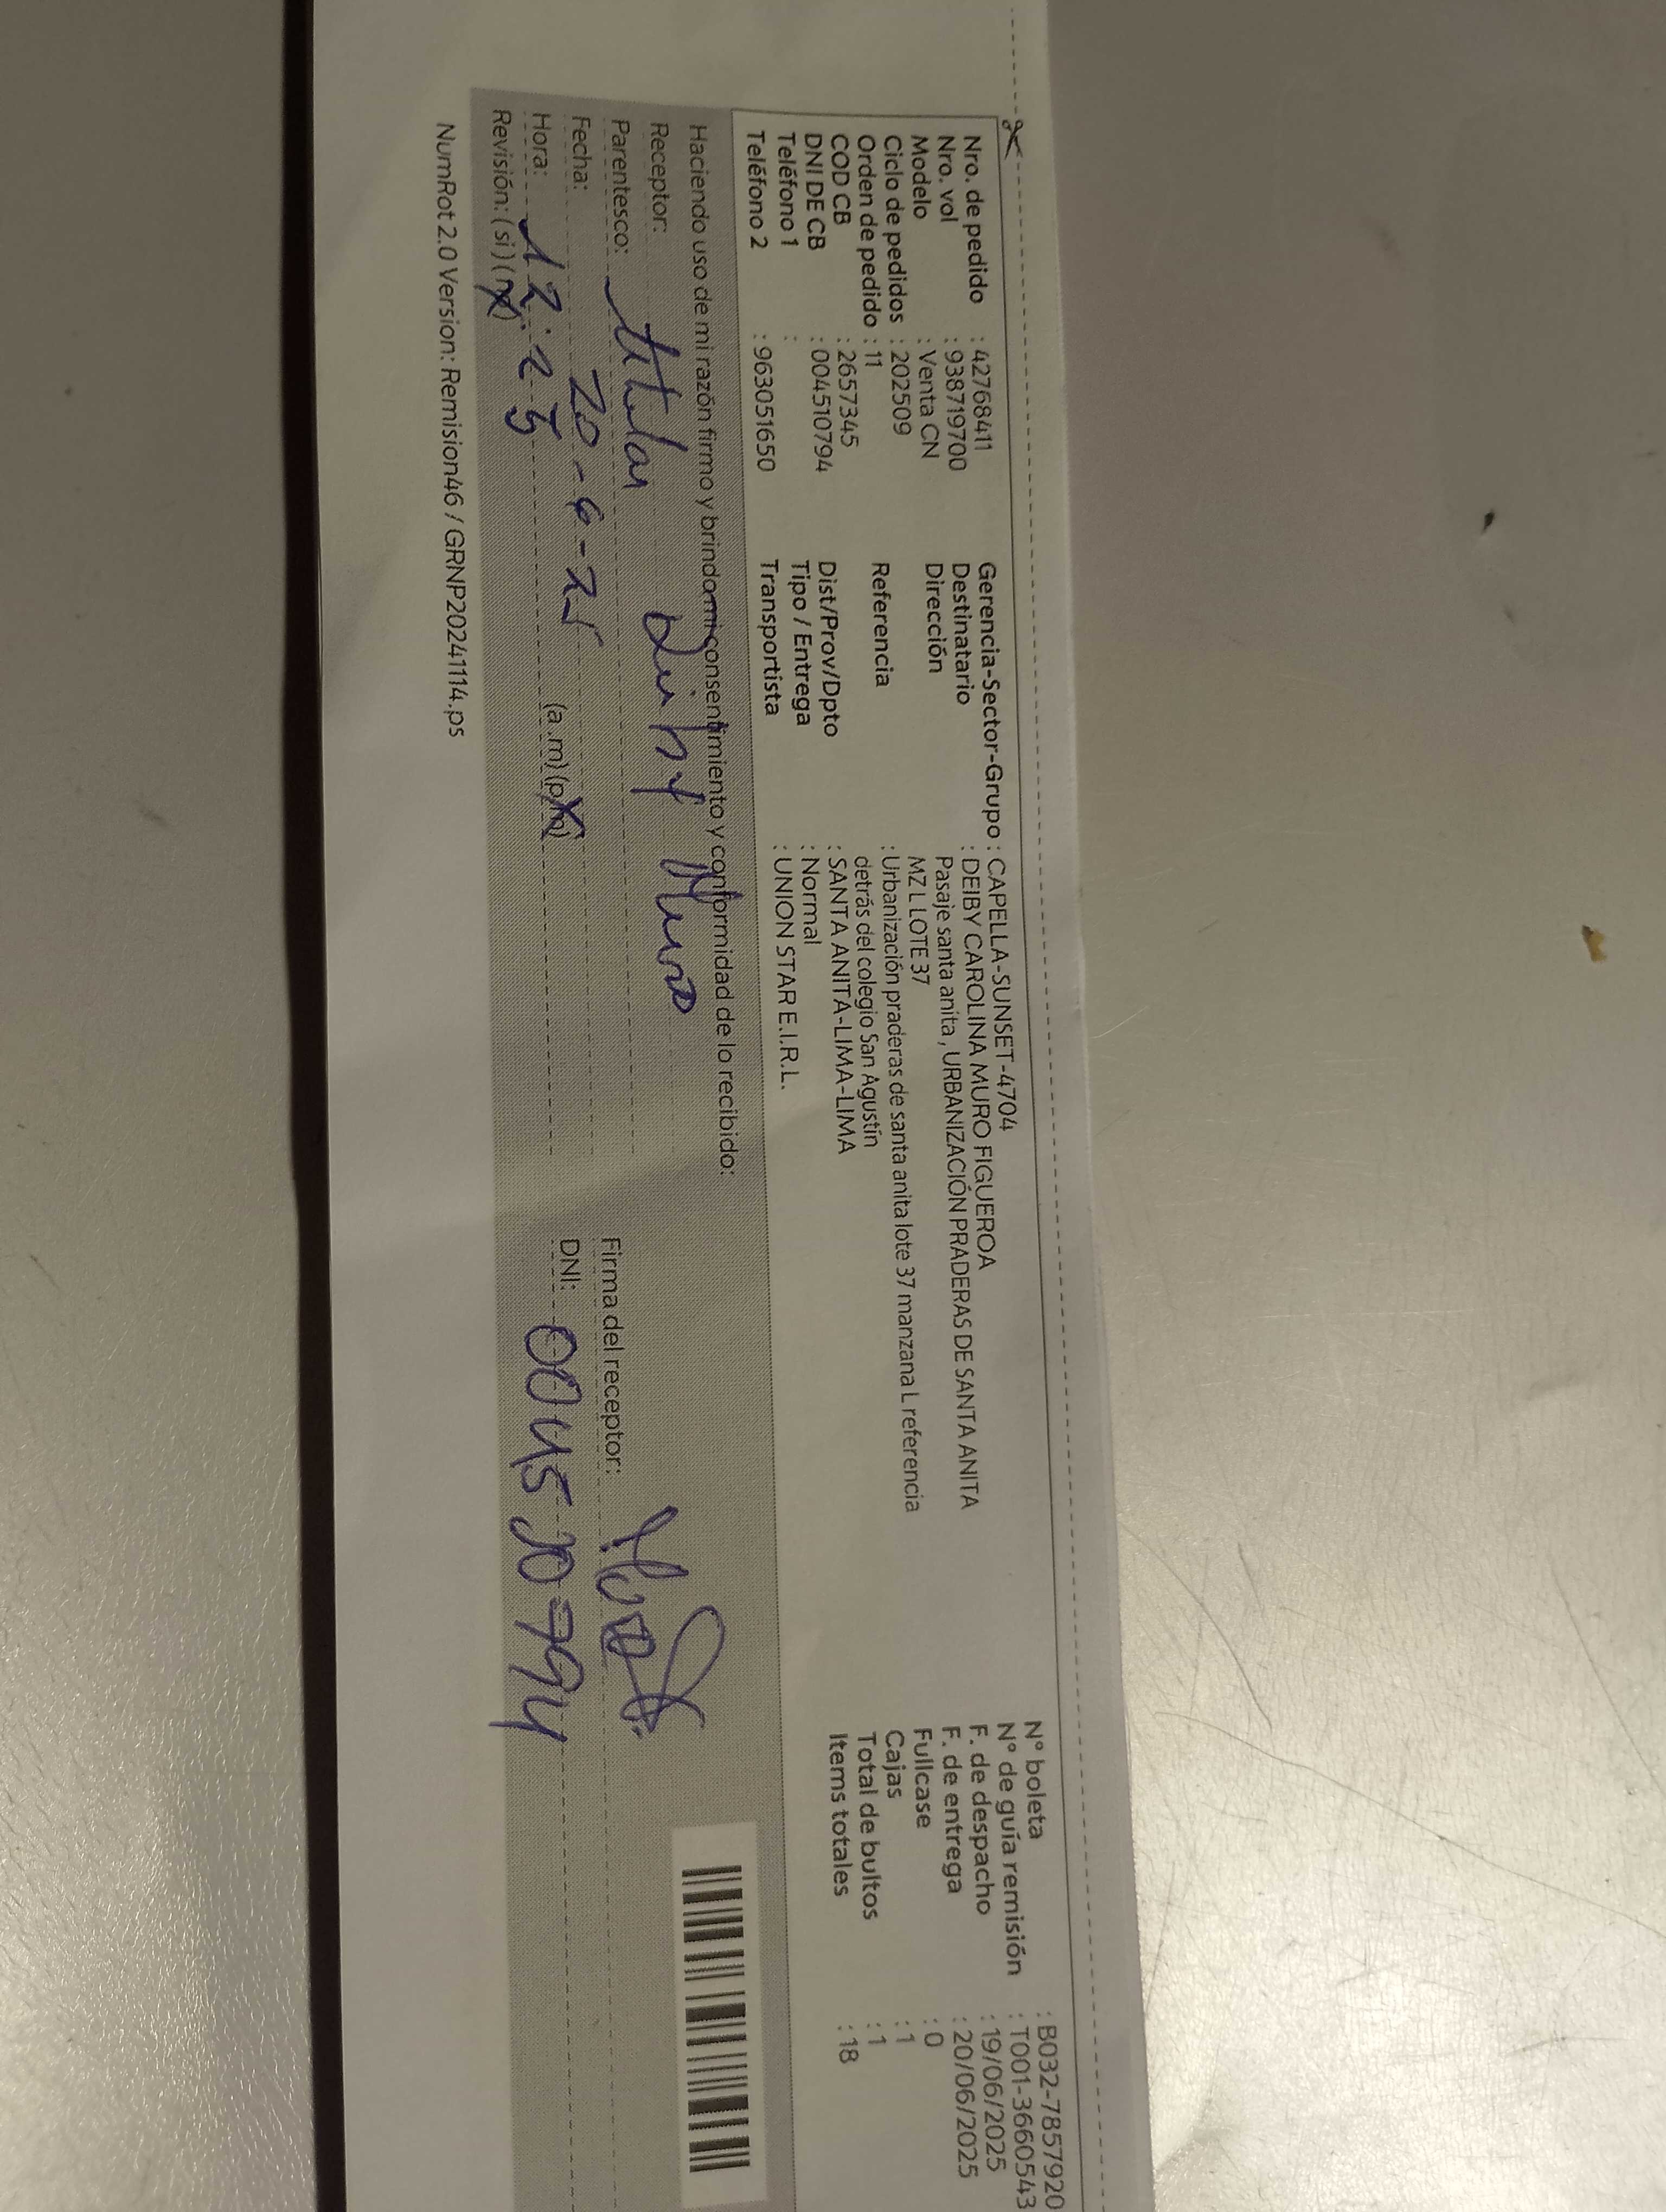 Nro. de pedido : 42768411
Nro. vol : 938719700
Modelo : Venta CN
Ciclo de pedidos : 202509
Orden de pedido : 11
COD CB : 2657345
DNI DE CB : 004510794
Teléfono 1 :
Teléfono 2 : 963051650
Gerencia-Sector-Grupo : CAPELLA-SUNSET-4704
Destinatario : DEIBY CAROLINA MURO FIGUEROA
Dirección Pasaje santa anita , URBANIZACIÓN PRADERAS DE SANTA ANITA
MZ L LOTE 37
Referencia : Urbanización praderas de santa anita lote 37 manzana L referencia
detrás del colegio San Agustín
Dist/Prov/Dpto : SANTA ANITA-LIMA-LIMA
Tipo / Entrega : Normal
Transportista : UNION STAR E.I.R.L.
N° boleta : B032-7857920
N° de guía remisión : T001-3660543
F. de despacho : 19/06/2025
F. de entrega : 20/06/2025
Fullcase : 0
Cajas : 1
Total de bultos : 1
Items totales : 18
Haciendo uso de mi razón firmo y brindo mi consentimiento y conformidad de lo recibido:
Receptor: Deiby Muro
Parentesco: titular
Fecha: 20-6-25
Hora: 12:25 (a.m) (p.m)
Revisión: (si) (no)
Firma del receptor:
DNI: 004510794
NumRot 2.0 Version: Remision46 / GRNP20241114.ps